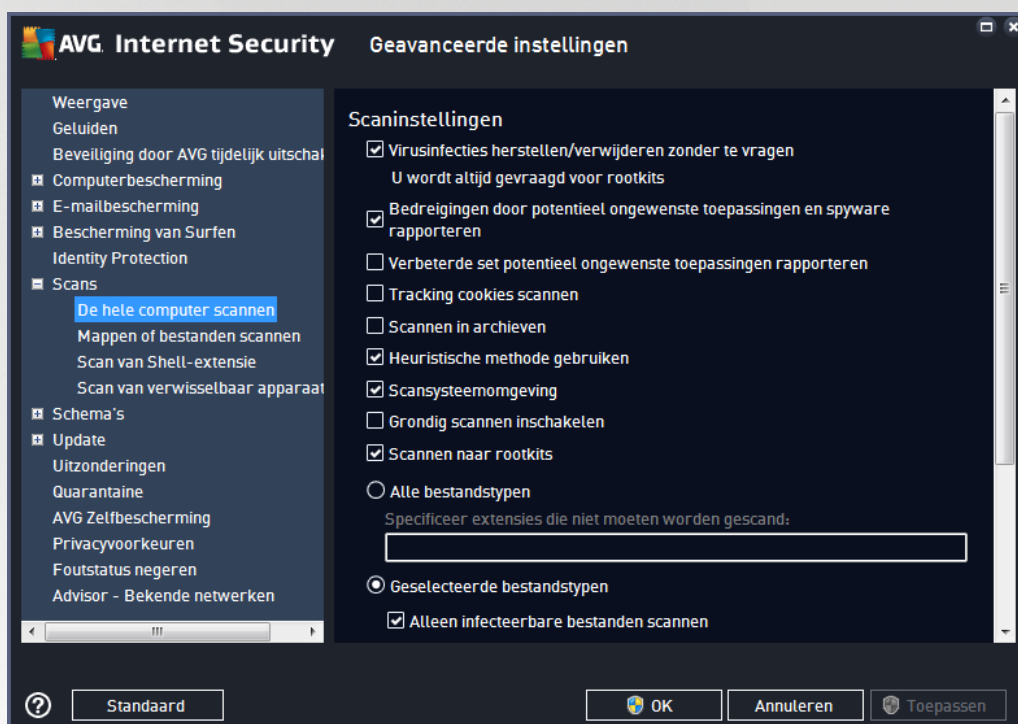 AVG. Internet Security
Geavanceerde instellingen
Weergave
Geluiden
Beveiliging door AVG tijdelijk uitschal
Computerbescherming
E-mailbescherming
Bescherming van Surfen
Identity Protection
Scans
De hele computer scannen
Mappen of bestanden scannen
Scan van Shell-extensie
Scan van verwisselbaar apparaat
Schema's
Update
Uitzonderingen
Quarantaine
AVG Zelfbescherming
Privacyvoorkeuren
Foutstatus negeren
Advisor - Bekende netwerken
Scaninstellingen
Virusinfecties herstellen/verwijderen zonder te vragen
U wordt altijd gevraagd voor rootkits
Bedreigingen door potentieel ongewenste toepassingen en spyware
rapporteren
Verbeterde set potentieel ongewenste toepassingen rapporteren
Tracking cookies scannen
Scannen in archieven
Heuristische methode gebruiken
Scansysteemomgeving
Grondig scannen inschakelen
Scannen naar rootkits
Alle bestandstypen
Specificeer extensies die niet moeten worden gescand:
Geselecteerde bestandstypen
Alleen infecteerbare bestanden scannen
Standaard
OK
Annuleren
Toepassen